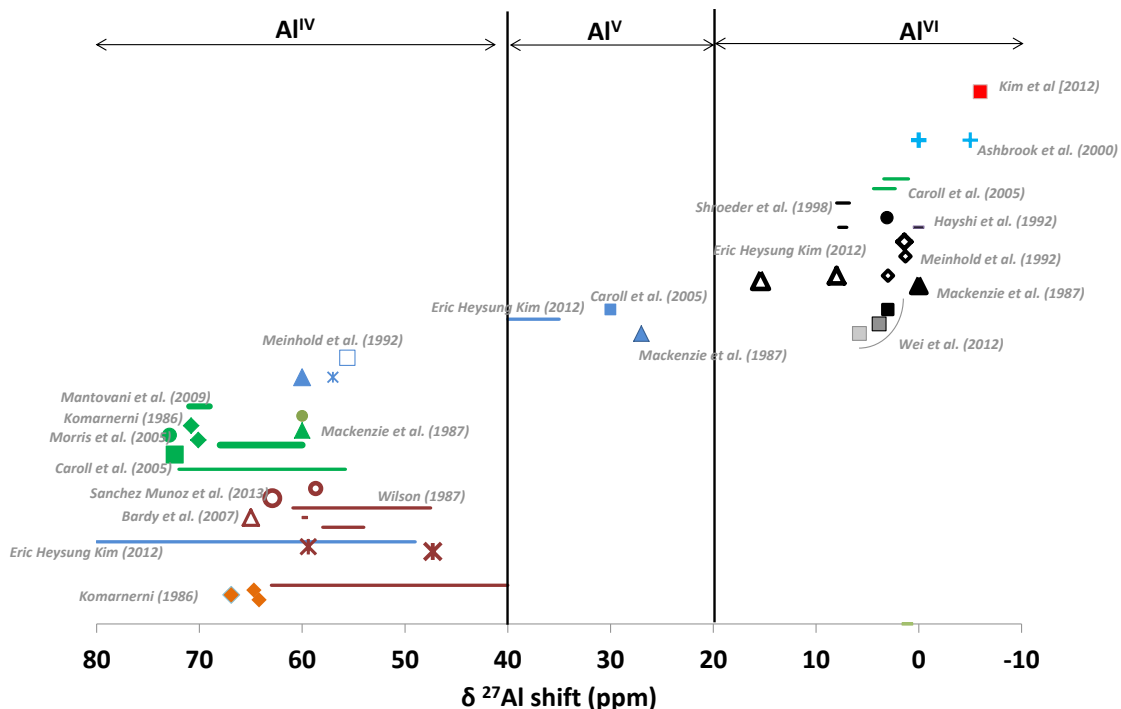 Al^IV Al^V Al^VI
Kim et al [2012)
Ashbrook et al. (2000)
Caroll et al. (2005)
Shroeder et al. (1998)
Hayshi et al. (1992)
Eric Heysung Kim (2012)
Meinhold et al. (1992)
Mackenzie et al. (1987)
Caroll et al. (2005)
Eric Heysung Kim (2012)
Wei et al. (2012)
Mackenzie et al. (1987)
Meinhold et al. (1992)
Mantovani et al. (2009)
Komarnerni (1986)
Mackenzie et al. (1987)
Morris et al. (2005)
Caroll et al. (2005)
Sanchez Munoz et al. (2013)
Wilson (1987)
Bardy et al. (2007)
Eric Heysung Kim (2012)
Komarnerni (1986)
80 70 60 50 40 30 20 10 0 -10
δ ²⁷Al shift (ppm)